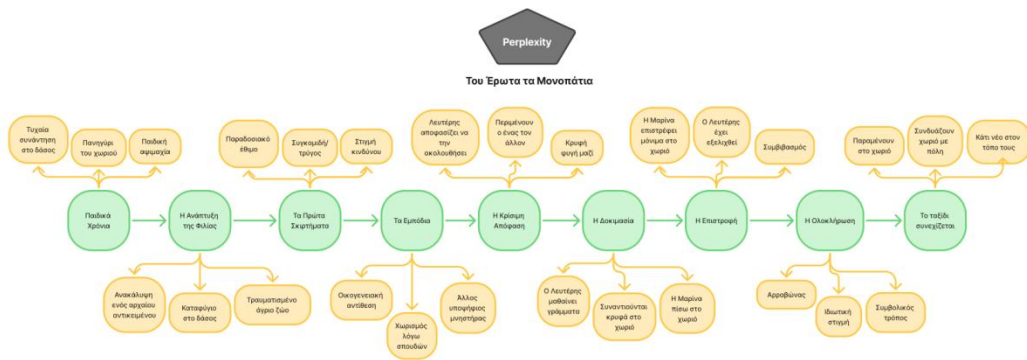 Perplexity
Του Έρωτα τα Μονοπάτια
Τυχαία
συνάντηση στο
δάσος
Πανηγύρι
του χωριού
Παιδική
αψιμαχία
Παραδοσιακό
έθιμο
Συγκομιδή/
τρύγος
Στιγμή
κινδύνου
Λευτέρης
αποφασίζει να
την
ακολουθήσει
Περιμένουν
ο ένας τον
άλλον
Κρυφή
φυγή μαζί
Η Μαρίνα
επιστρέφει
μόνιμα στο
χωριό
Ο Λευτέρης
έχει
εξελιχθεί
Συμβιβασμός
Παραμένουν
στο χωριό
Συνδυάζουν
χωριό με
πόλη
Κάτι νέο στον
τόπο τους
Παιδικά
Χρόνια
Η Ανάπτυξη
της Φιλίας
Τα Πρώτα
Σκιρτήματα
Τα Εμπόδια
Η Κρίσιμη
Απόφαση
Η Δοκιμασία
Η Επιστροφή
Η Ολοκλήρωση
Το ταξίδι
συνεχίζεται
Ανακάλυψη
ενός αρχαίου
αντικειμένου
Καταφύγιο
στο δάσος
Τραυματισμένο
άγριο ζώο
Οικογενειακή
αντίθεση
Χωρισμός
λόγω
σπουδών
Άλλος
υποψήφιος
μνηστήρας
Ο Λευτέρης
μαθαίνει
γράμματα
Συναντιούνται
κρυφά στο
χωριό
Η Μαρίνα
πίσω στο
χωριό
Αρραβώνας
Ιδιωτική
στιγμή
Συμβολικός
τρόπος